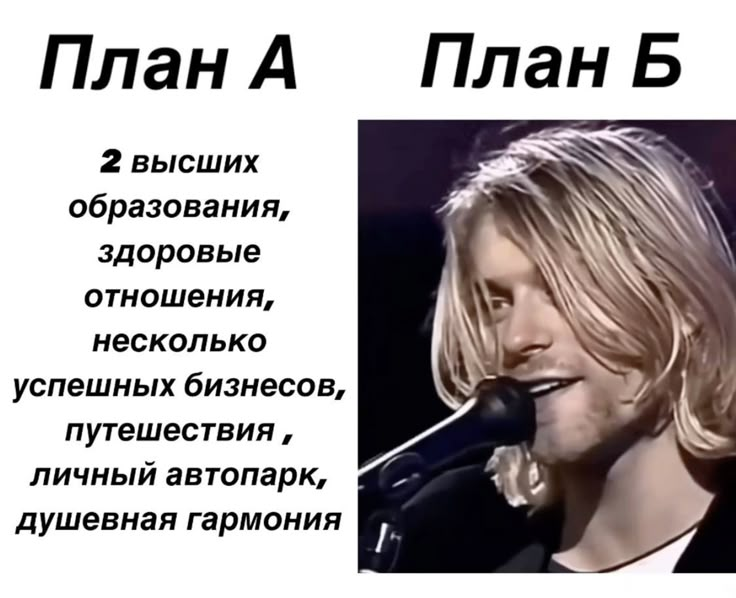 План А
План Б
2 высших
образования,
здоровые
отношения,
несколько
успешных бизнесов,
путешествия ,
личный автопарк,
душевная гармония